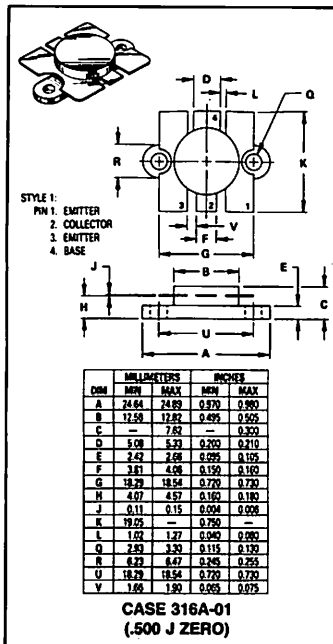 D
L
Q
4
R
K
3
2
1
V
F
G
STYLE 1:
PIN 1. EMITTER
2. COLLECTOR
3. EMITTER
4. BASE
J
B
E
H
C
U
A
MILLIMETERS INCHES
DIM MIN MAX MIN MAX
A 24.64 24.89 0.970 0.980
B 12.56 12.82 0.495 0.505
C — 7.62 — 0.300
D 5.08 5.33 0.200 0.210
E 2.42 2.66 0.095 0.105
F 3.81 4.06 0.150 0.160
G 18.29 18.54 0.720 0.730
H 4.07 4.57 0.160 0.180
J 0.11 0.15 0.004 0.006
K 19.05 — 0.750 —
L 1.02 1.27 0.040
Q 2.93 3.30 0.115 0.130
R 6.23 6.47 0.245 0.255
U 18.29 18.54 0.720 0.730
V 1.66 1.90 0.065 0.075
CASE 316A-01
(.500 J ZERO)